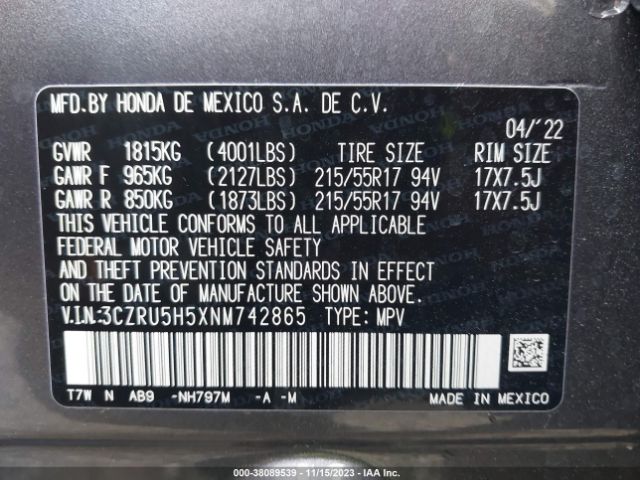 MFD.BY HONDA DE MEXICO S.A. DE C.V.
04/'22
GVWR 1815KG (4001LBS) TIRE SIZE RIM SIZE
GAWR F 965KG (2127LBS) 215/55R17 94V 17X7.5J
GAWR R 850KG (1873LBS) 215/55R17 94V 17X7.5J
THIS VEHICLE CONFORMS TO ALL APPLICABLE
FEDERAL MOTOR VEHICLE SAFETY
AND THEFT PREVENTION STANDARDS IN EFFECT
ON THE DATE OF MANUFACTURE SHOWN ABOVE.
V.I.N:3CZRU5H5XNM742865 TYPE: MPV
T7W N AB9 -NH797M -A -M MADE IN MEXICO
© - 38089539 - 11/15/2023 - IAA Inc.